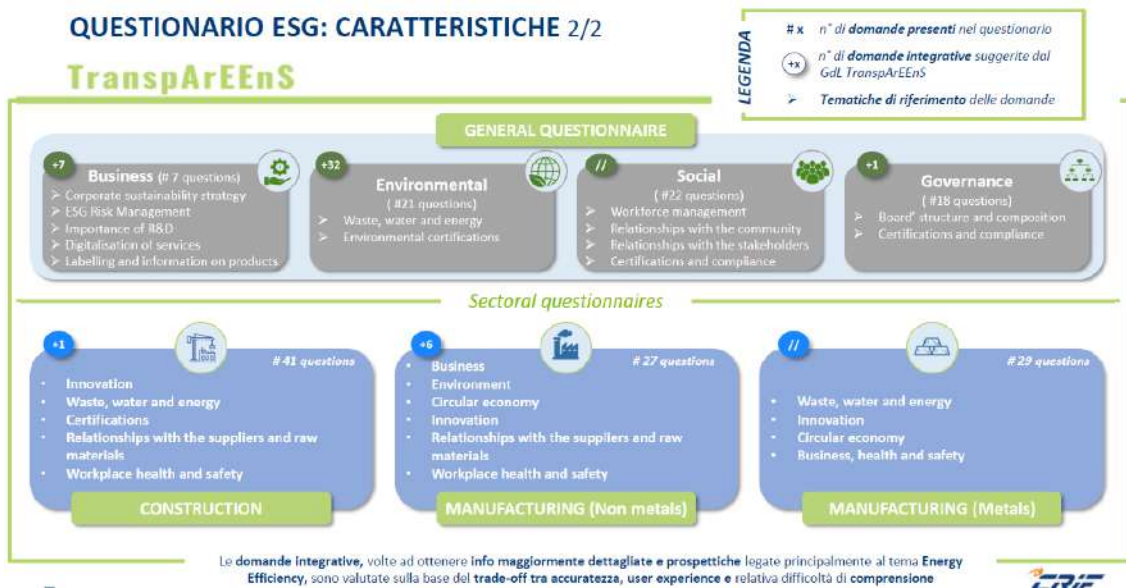 QUESTIONARIO ESG: CARATTERISTICHE 2/2
TranspArEEnS
LEGENDA
# x n° di domande presenti nel questionario
+x n° di domande integrative suggerite dal
GdL TranspArEEnS
➢ Tematiche di riferimento delle domande
GENERAL QUESTIONNAIRE
+7
Business (# 7 questions)
➢ Corporate sustainability strategy
➢ ESG Risk Management
➢ Importance of R&D
➢ Digitalisation of services
➢ Labelling and information on products
+32
Environmental
( #21 questions)
➢ Waste, water and energy
➢ Environmental certifications
//
Social
( #22 questions)
➢ Workforce management
➢ Relationships with the community
➢ Relationships with the stakeholders
➢ Certifications and compliance
+1
Governance
( #18 questions)
➢ Board' structure and composition
➢ Certifications and compliance
Sectoral questionnaires
+1
# 41 questions
• Innovation
• Waste, water and energy
• Certifications
• Relationships with the suppliers and raw
materials
• Workplace health and safety
CONSTRUCTION
+6
# 27 questions
• Business
• Environment
• Circular economy
• Innovation
• Relationships with the suppliers and raw
materials
• Workplace health and safety
MANUFACTURING (Non metals)
//
# 29 questions
• Waste, water and energy
• Innovation
• Circular economy
• Business, health and safety
MANUFACTURING (Metals)
Le domande integrative, volte ad ottenere info maggiormente dettagliate e prospettiche legate principalmente al tema Energy
Efficiency, sono valutate sulla base del trade-off tra accuratezza, user experience e relativa difficoltà di comprensione
CRIF